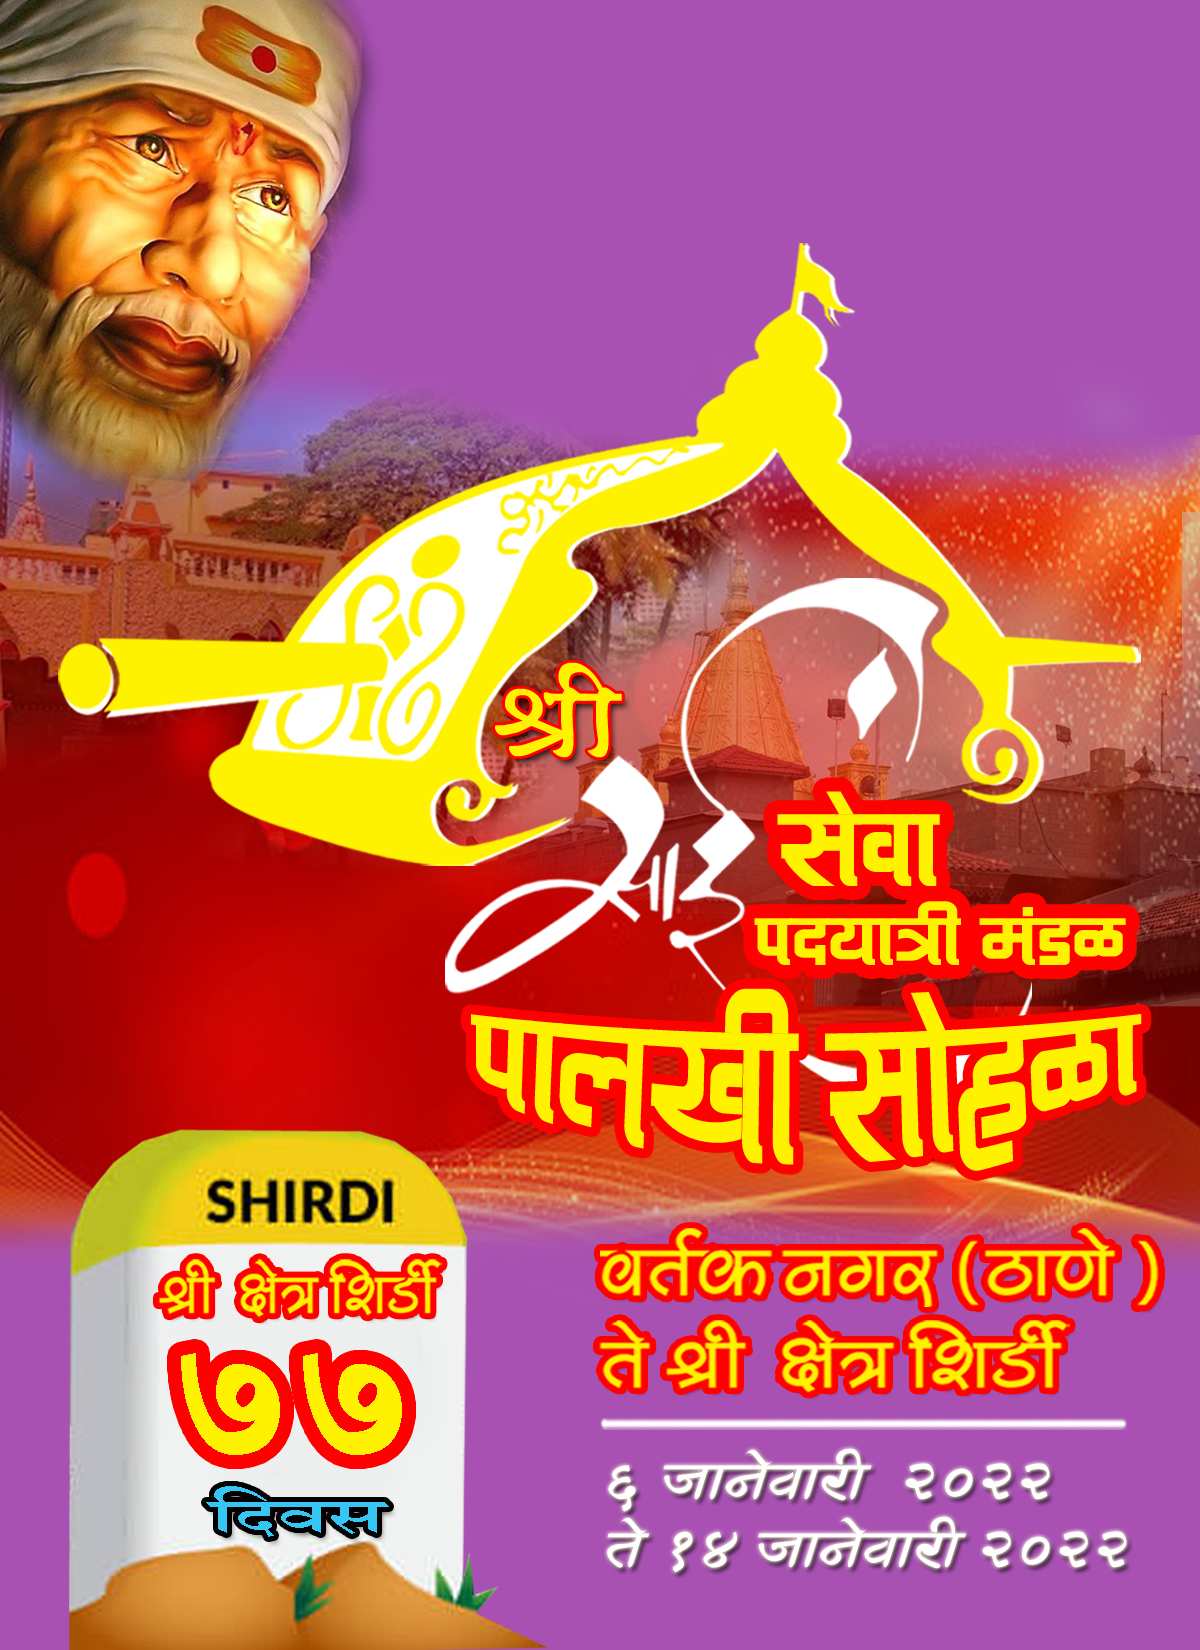 श्री
साई सेवा
पदयात्री मंडळ
पालखी सोहळा
SHIRDI
श्री क्षेत्र शिर्डी
७७
दिवस
वर्तक नगर (ठाणे )
ते श्री क्षेत्र शिर्डी
६ जानेवारी २०२२
ते १४ जानेवारी २०२२